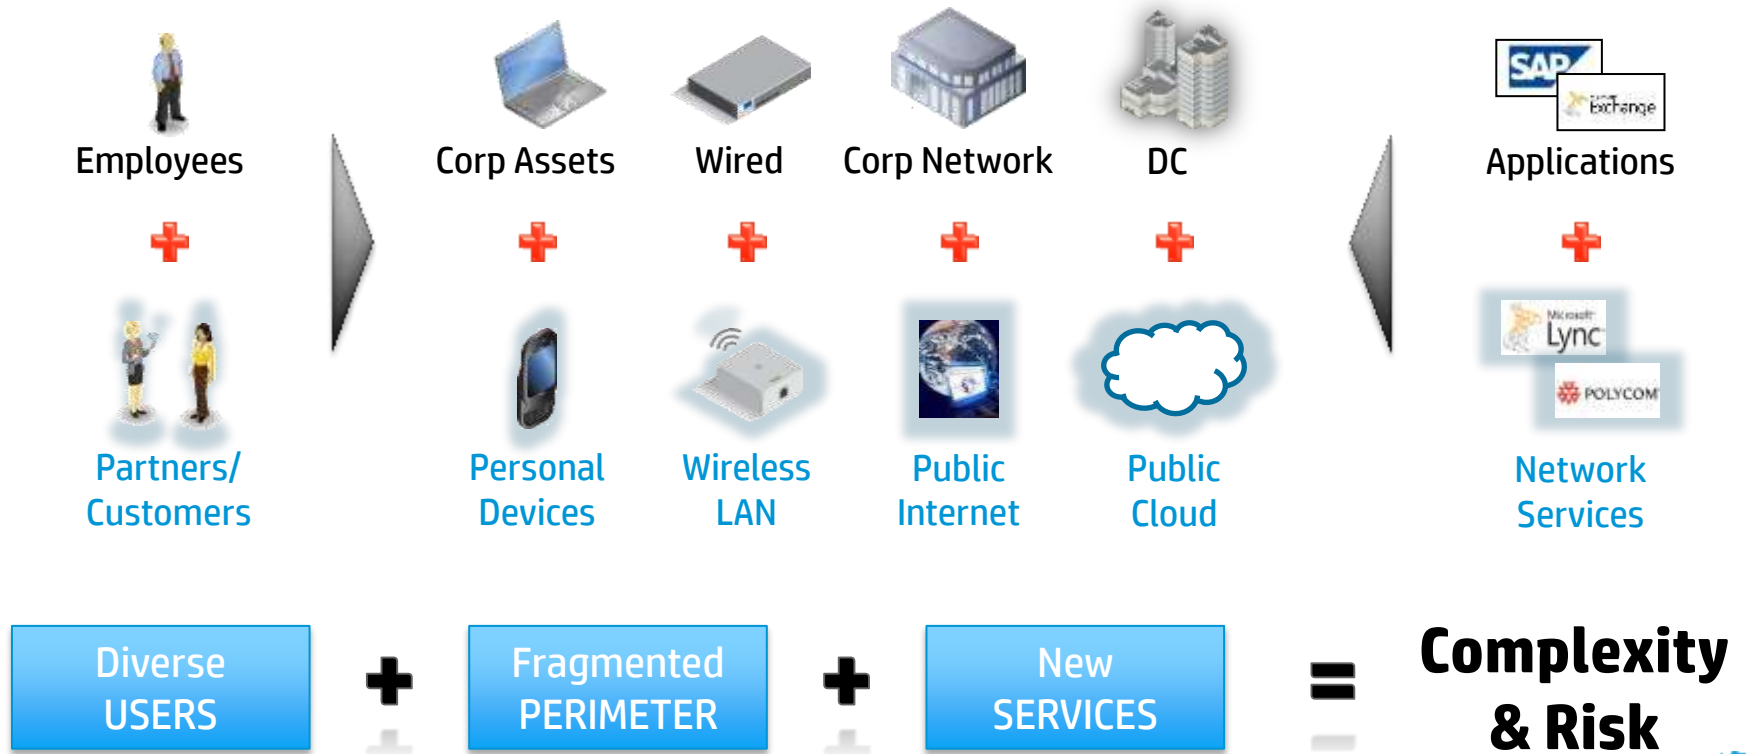 SAP
Exchange
Employees
Corp Assets
Wired
Corp Network
DC
Applications
Microsoft
Lync
POLYCOM
Partners/
Customers
Personal
Devices
Wireless
LAN
Public
Internet
Public
Cloud
Network
Services
Diverse
USERS
Fragmented
PERIMETER
New
SERVICES
=
Complexity
& Risk